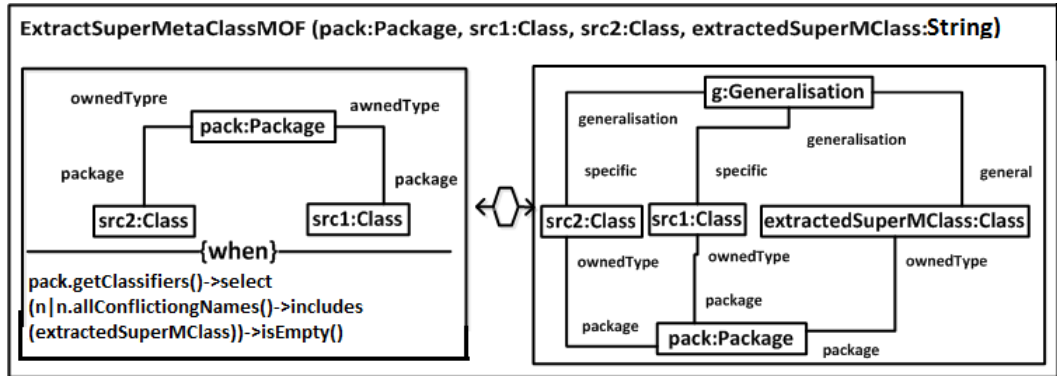 ExtractSuperMetaClassMOF (pack:Package, src1:Class, src2:Class, extractedSuperMClass:String)
ownedTypre
awnedType
pack:Package
package
package
src2:Class
src1:Class
{when}
pack.getClassifiers()->select
(n|n.allConflictiongNames()->includes
(extractedSuperMClass))->isEmpty()
g:Generalisation
generalisation
generalisation
specific
specific
general
src2:Class
src1:Class
extractedSuperMClass:Class
ownedType
ownedType
ownedType
package
package
pack:Package
package